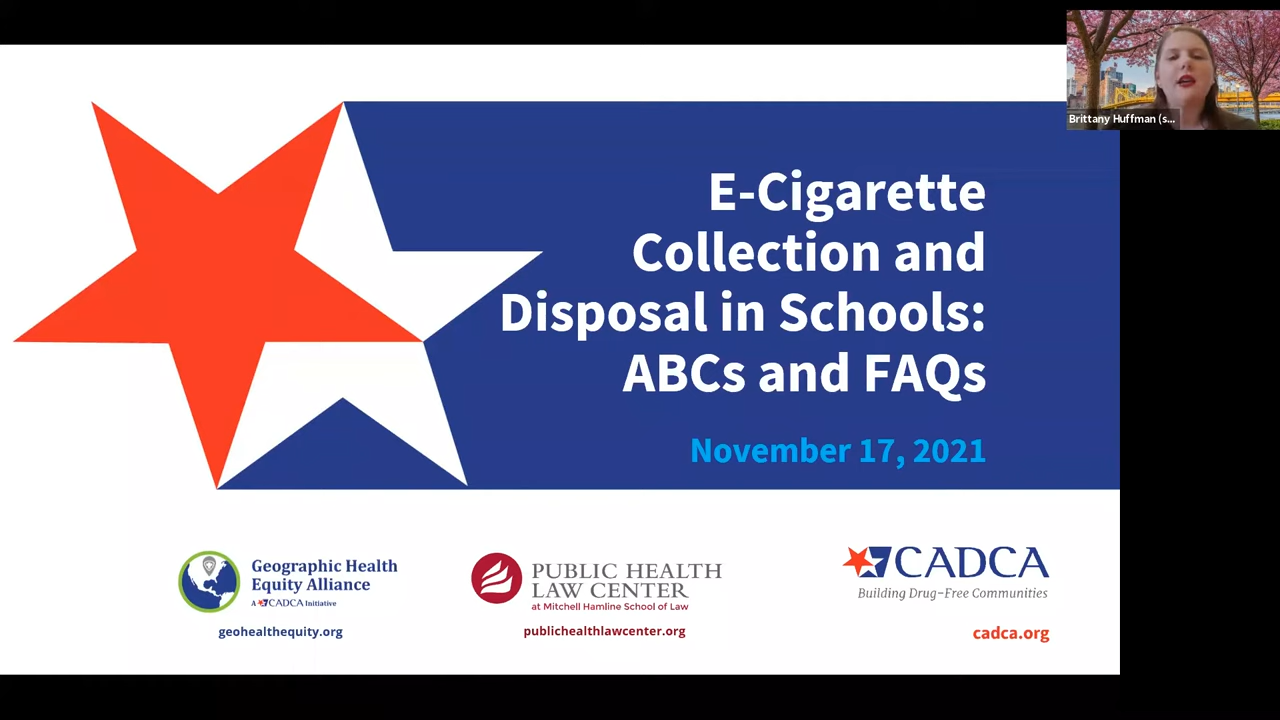 Brittany Huffman (s...
E-Cigarette
Collection and
Disposal in Schools:
ABCs and FAQs
November 17, 2021
Geographic Health
Equity Alliance
A CADCA Initiative
geohealthequity.org
PUBLIC HEALTH
LAW CENTER
at Mitchell Hamline School of Law
publichealthlawcenter.org
CADCA
Building Drug-Free Communities
cadca.org